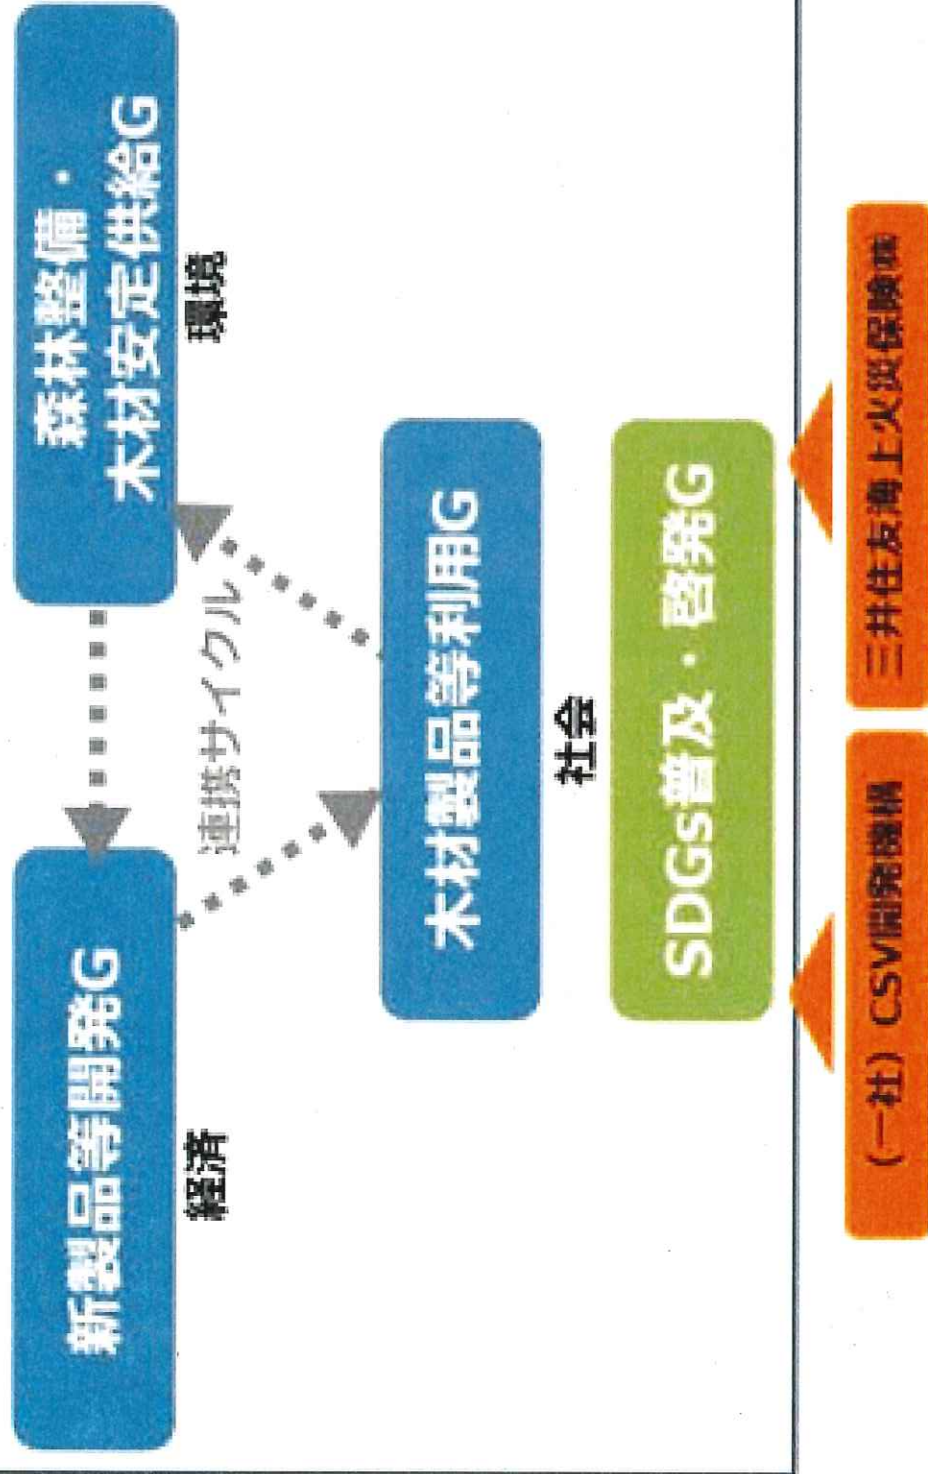 新製品等開発G
経済
森林整備・
木材安定供給G
環境
連携サイクル
木材製品等利用G
社会
SDGs普及・啓発G
(一社) CSV開発機構
三井住友海上火災保険㈱